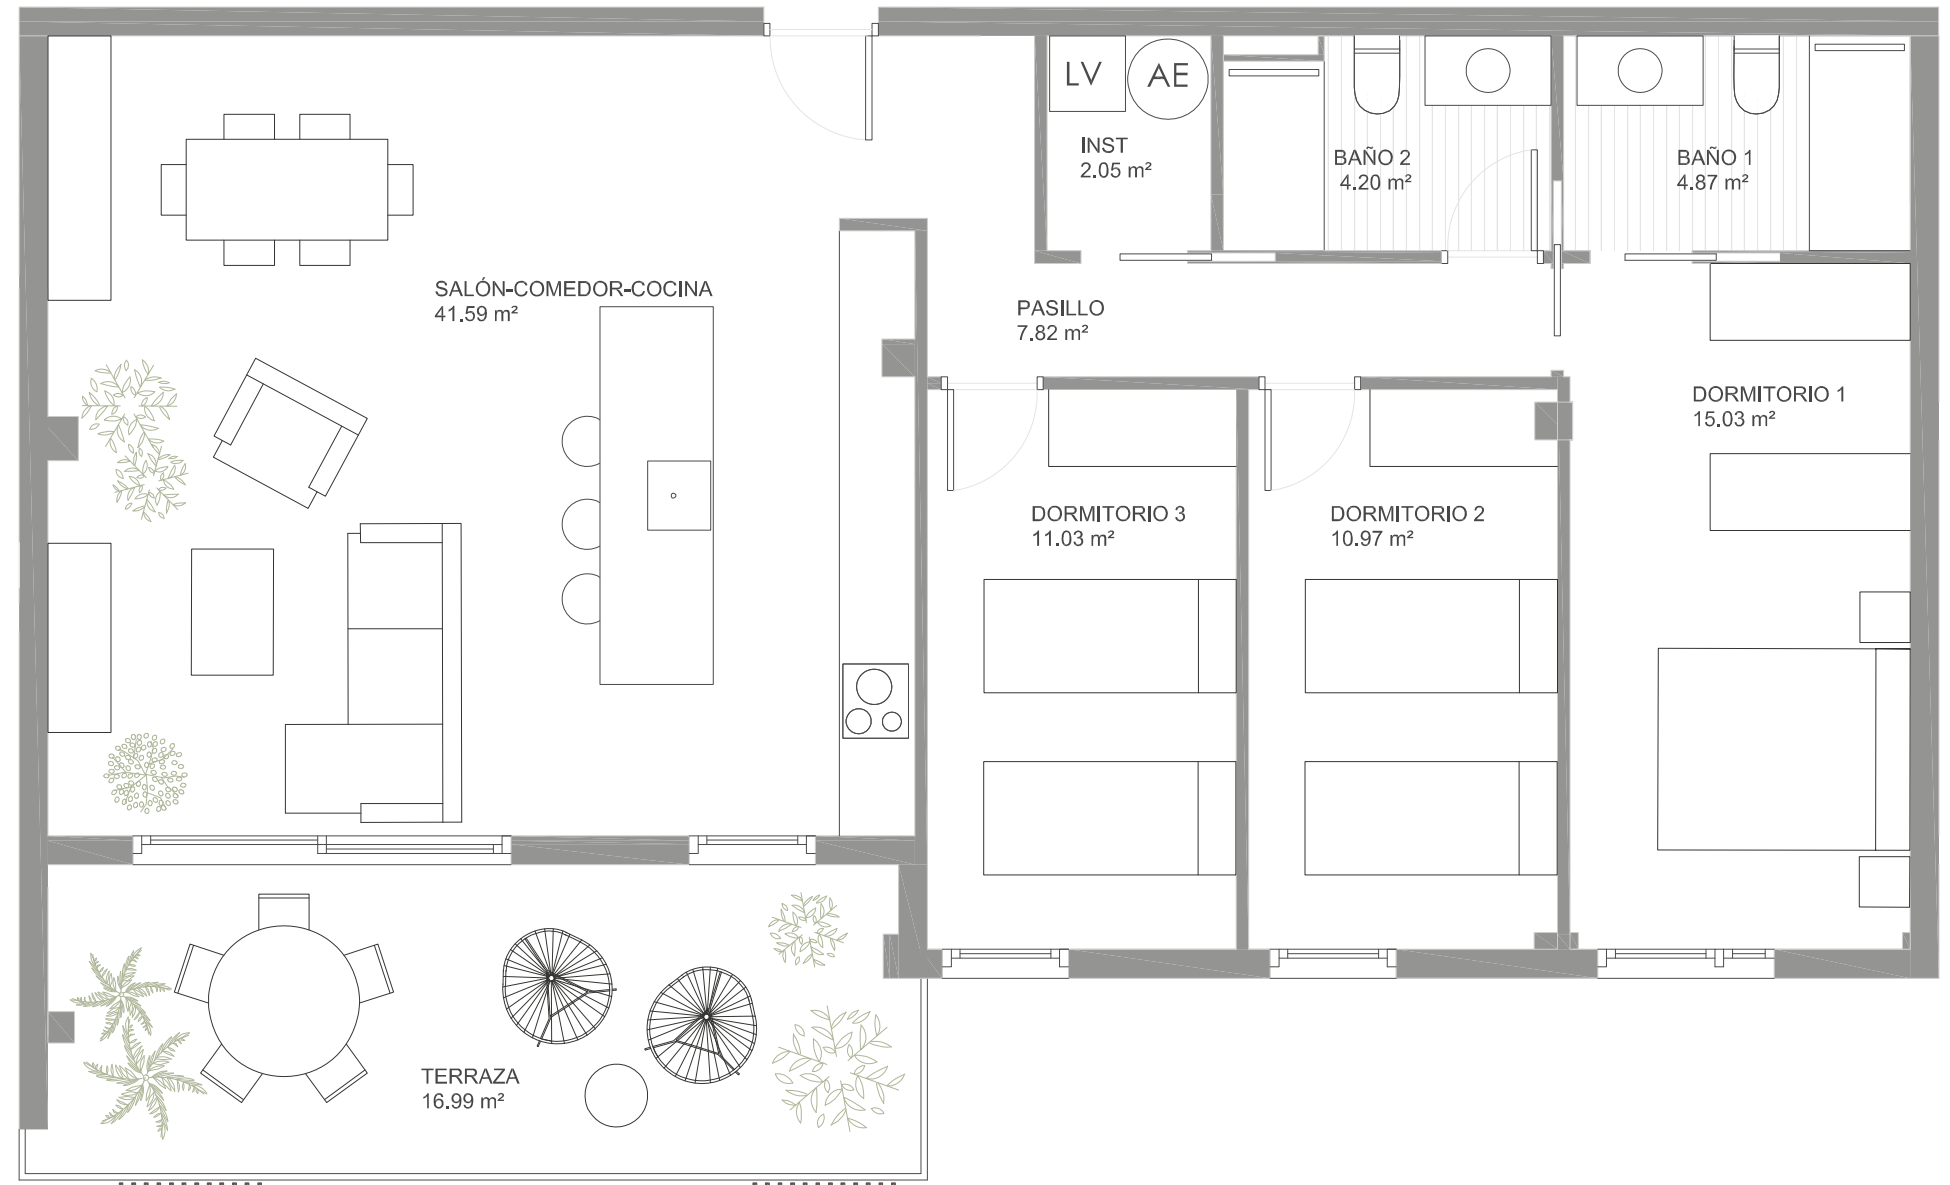 LV
AE
INST
2.05 m²
BAÑO 2
4.20 m²
BAÑO 1
4.87 m²
SALÓN-COMEDOR-COCINA
41.59 m²
PASILLO
7.82 m²
DORMITORIO 1
15.03 m²
DORMITORIO 3
11.03 m²
DORMITORIO 2
10.97 m²
TERRAZA
16.99 m²